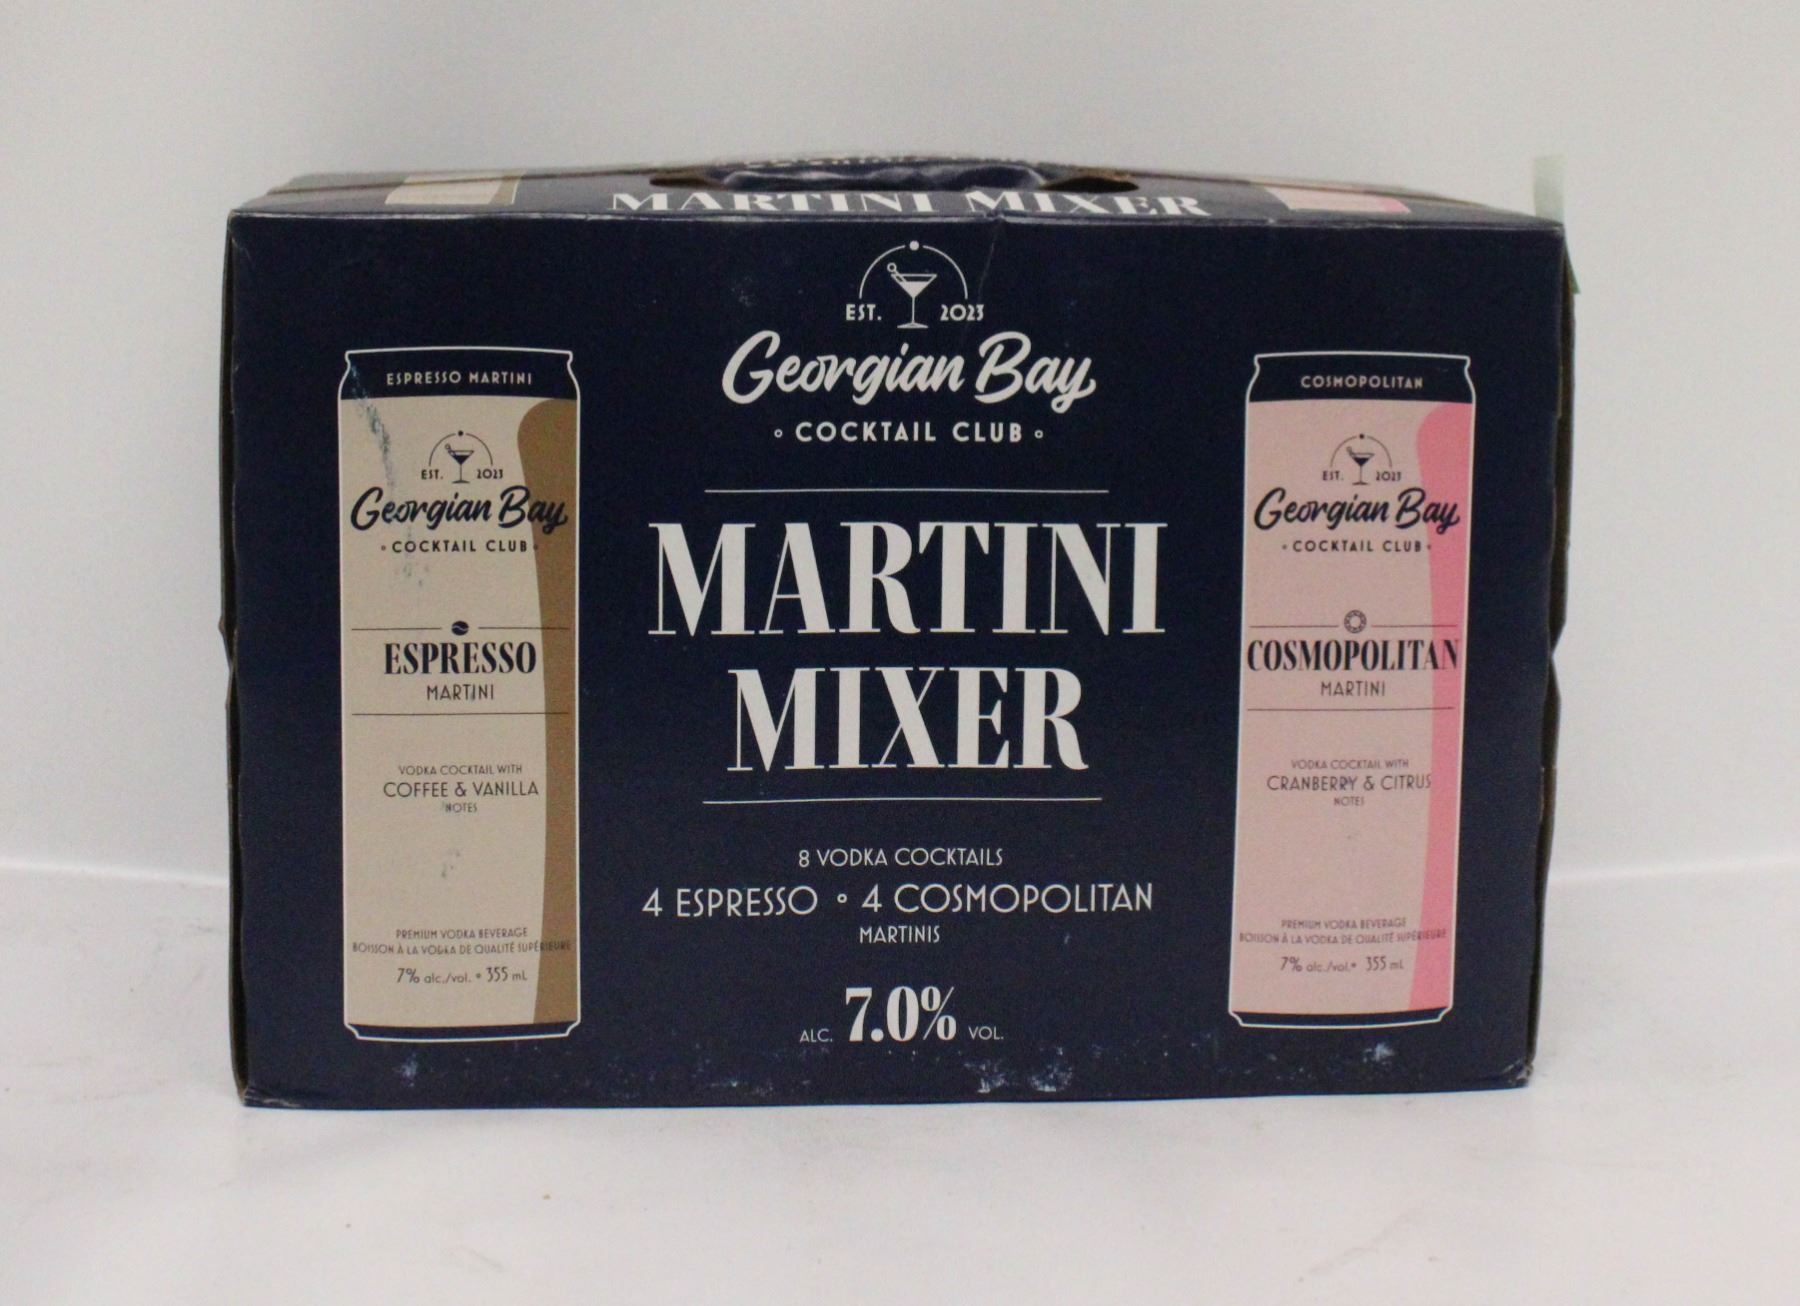 MARTINI MIXER
EST. 2023
Georgian Bay
COCKTAIL CLUB
MARTINI
MIXER
8 VODKA COCKTAILS
4 ESPRESSO ◦ 4 COSMOPOLITAN
MARTINIS
ALC. 7.0% VOL.
ESPRESSO MARTINI
EST. 2023
Georgian Bay
COCKTAIL CLUB
ESPRESSO
MARTINI
VODKA COCKTAIL WITH
COFFEE & VANILLA
NOTES
PREMIUM VODKA BEVERAGE
BOISSON À LA VODKA DE QUALITÉ SUPÉRIEURE
7% alc./vol. • 355 mL
COSMOPOLITAN
EST. 2023
Georgian Bay
COCKTAIL CLUB
COSMOPOLITAN
MARTINI
VODKA COCKTAIL WITH
CRANBERRY & CITRUS
NOTES
PREMIUM VODKA BEVERAGE
BOISSON À LA VODKA DE QUALITÉ SUPÉRIEURE
7% alc./vol. • 355 mL